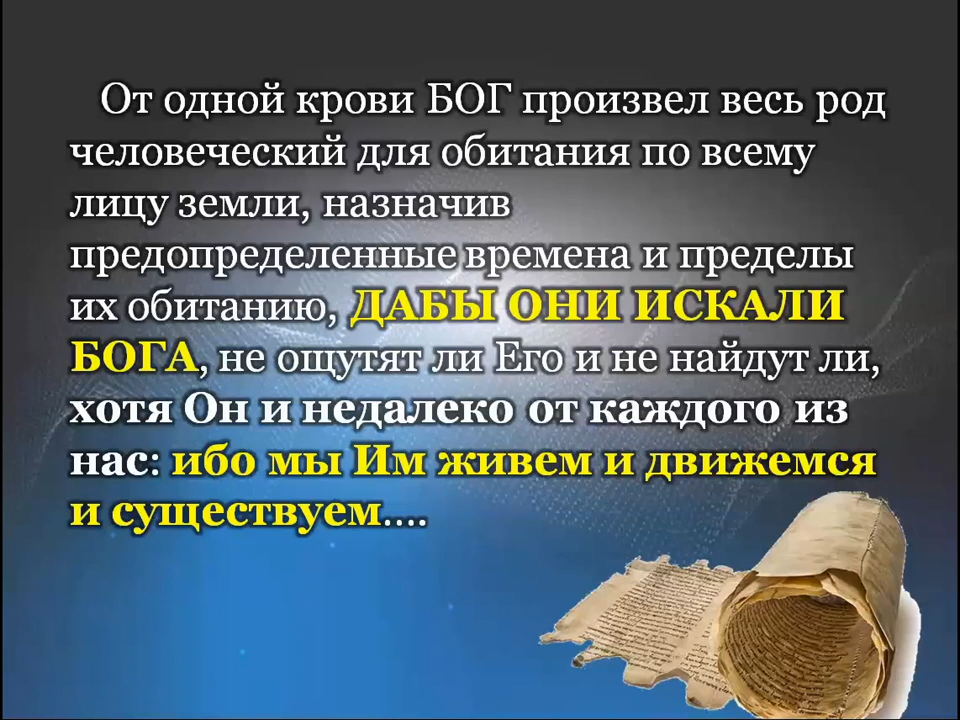 От одной крови БОГ произвел весь род
человеческий для обитания по всему
лицу земли, назначив
предопределенные времена и пределы
их обитанию, ДАБЫ ОНИ ИСКАЛИ
БОГА, не ощутят ли Его и не найдут ли,
хотя Он и недалеко от каждого из
нас: ибо мы Им живем и движемся
и существуем....